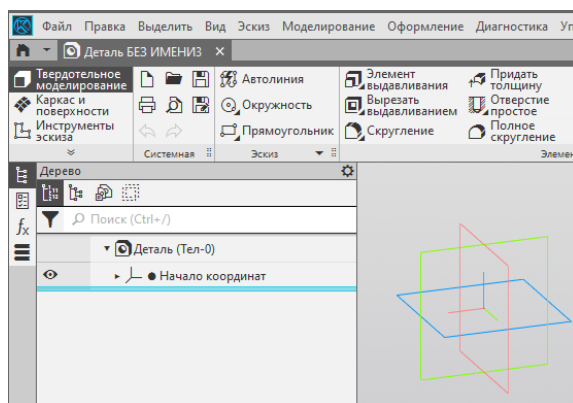 Файл Правка Выделить Вид Эскиз Моделирование Оформление Диагностика
Деталь БЕЗ ИМЕНИ3
Твердотельное
моделирование
Каркас и
поверхности
Инструменты
эскиза
Системная
Автолиния
Окружность
Прямоугольник
Эскиз
Элемент
выдавливания
Вырезать
выдавливанием
Скругление
Придать
толщину
Отверстие
простое
Полное
скругление
Дерево
Поиск (Ctrl+/)
Деталь (Тел-0)
Начало координат